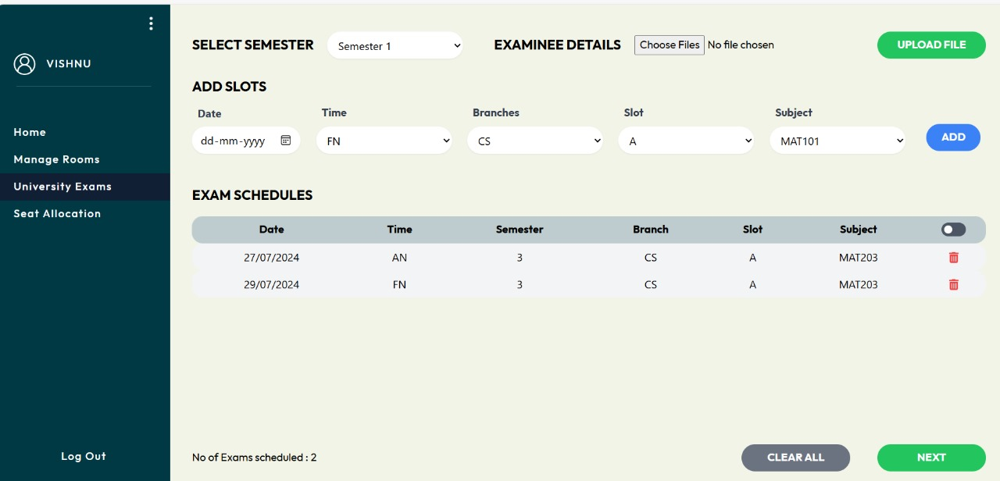 VISHNU
Home
Manage Rooms
University Exams
Seat Allocation
Log Out
SELECT SEMESTER Semester 1 EXAMINEE DETAILS Choose Files No file chosen UPLOAD FILE
ADD SLOTS
Date Time Branches Slot Subject
dd-mm-yyyy FN CS A MAT101 ADD
EXAM SCHEDULES
Date Time Semester Branch Slot Subject
27/07/2024 AN 3 CS A MAT203
29/07/2024 FN 3 CS A MAT203
No of Exams scheduled : 2 CLEAR ALL NEXT